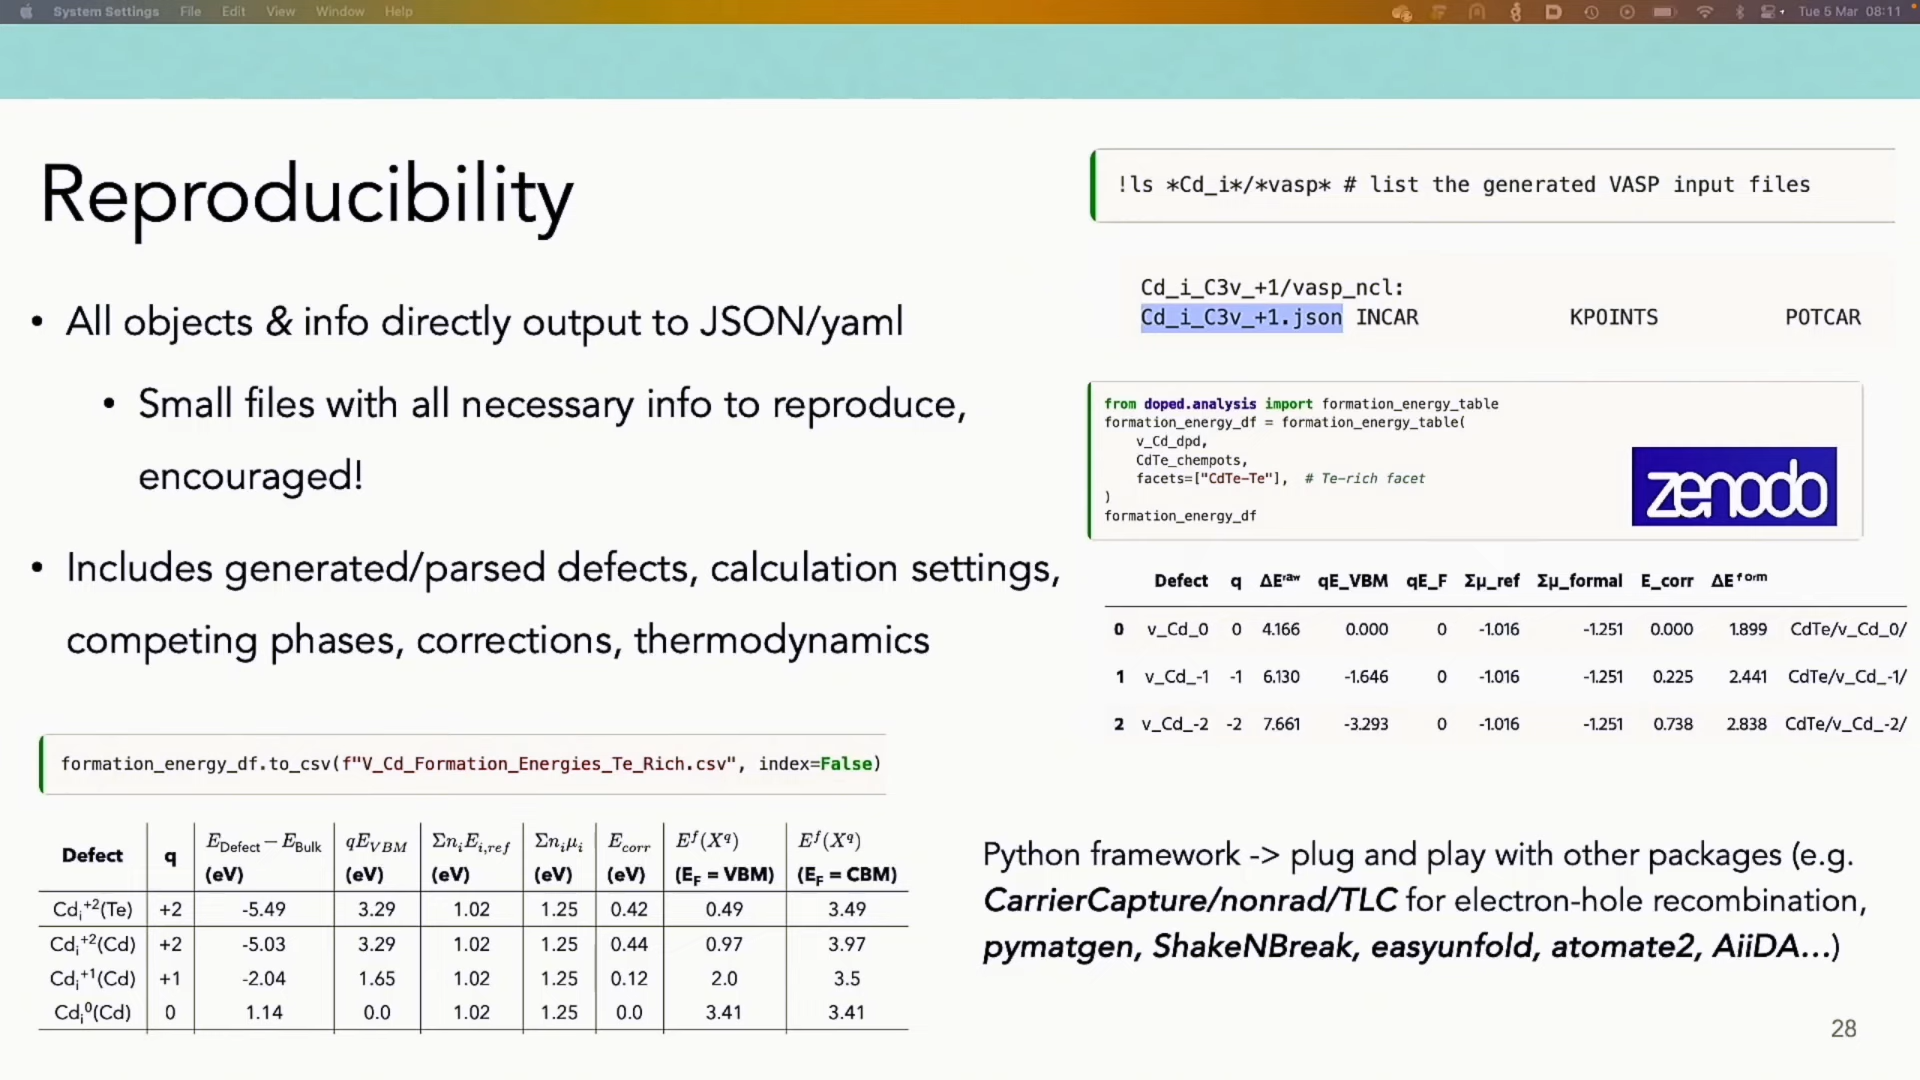 System Settings File Edit View Window Help Tue 5 Mar 08:11
Reproducibility
• All objects & info directly output to JSON/yaml
• Small files with all necessary info to reproduce,
encouraged!
• Includes generated/parsed defects, calculation settings,
competing phases, corrections, thermodynamics
formation_energy_df.to_csv(f"V_Cd_Formation_Energies_Te_Rich.csv", index=False)
Defect q E_Defect − E_Bulk (eV) qE_VBM (eV) Σn_iE_i,ref (eV) Σn_iμ_i (eV) E_corr (eV) E^f(X^q) (E_F = VBM) E^f(X^q) (E_F = CBM)
Cd_i^+2(Te) +2 -5.49 3.29 1.02 1.25 0.42 0.49 3.49
Cd_i^+2(Cd) +2 -5.03 3.29 1.02 1.25 0.44 0.97 3.97
Cd_i^+1(Cd) +1 -2.04 1.65 1.02 1.25 0.12 2.0 3.5
Cd_i^0(Cd) 0 1.14 0.0 1.02 1.25 0.0 3.41 3.41
!ls *Cd_i*/*vasp* # list the generated VASP input files
Cd_i_C3v_+1/vasp_ncl:
Cd_i_C3v_+1.json INCAR KPOINTS POTCAR
from doped.analysis import formation_energy_table
formation_energy_df = formation_energy_table(
v_Cd_dpd,
CdTe_chempots,
facets=["CdTe-Te"], # Te-rich facet
)
formation_energy_df
zenodo
Defect q ΔEʳᵃʷ qE_VBM qE_F Σμ_ref Σμ_formal E_corr ΔEᶠᵒʳᵐ
0 v_Cd_0 0 4.166 0.000 0 -1.016 -1.251 0.000 1.899 CdTe/v_Cd_0/
1 v_Cd_-1 -1 6.130 -1.646 0 -1.016 -1.251 0.225 2.441 CdTe/v_Cd_-1/
2 v_Cd_-2 -2 7.661 -3.293 0 -1.016 -1.251 0.738 2.838 CdTe/v_Cd_-2/
Python framework -> plug and play with other packages (e.g.
CarrierCapture/nonrad/TLC for electron-hole recombination,
pymatgen, ShakeNBreak, easyunfold, atomate2, AiiDA...)
28